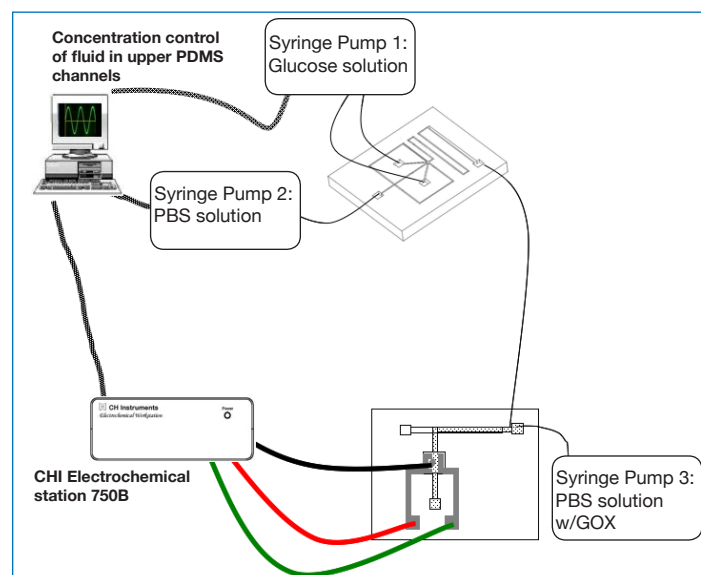 Concentration control
of fluid in upper PDMS
channels
Syringe Pump 1:
Glucose solution
Syringe Pump 2:
PBS solution
CH Instruments
Electrochemical Workstation
Power
CHI Electrochemical
station 750B
Syringe Pump 3:
PBS solution
w/GOX